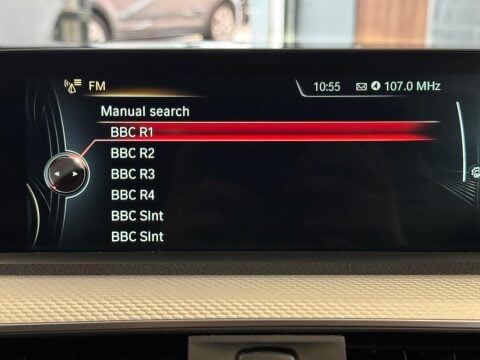 FM
10:55 107.0 MHz
Manual search
BBC R1
BBC R2
BBC R3
BBC R4
BBC SInt
BBC SInt